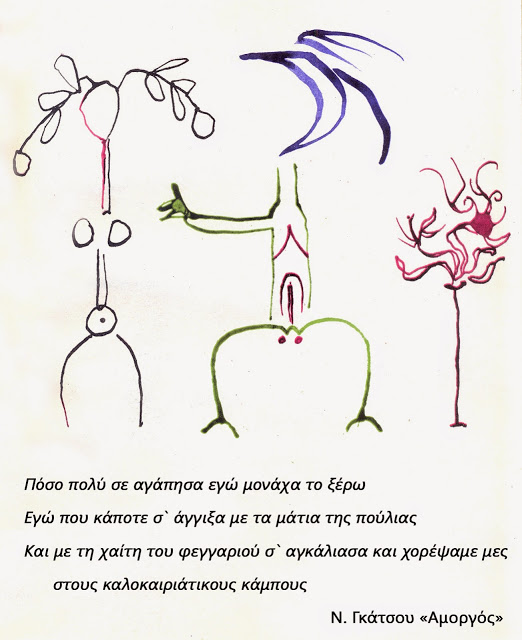 Πόσο πολύ σε αγάπησα εγώ μονάχα το ξέρω
Εγώ που κάποτε σ` άγγιξα με τα μάτια της πούλιας
Και με τη χαίτη του φεγγαριού σ` αγκάλιασα και χορέψαμε μες
στους καλοκαιριάτικους κάμπους
Ν. Γκάτσου «Αμοργός»